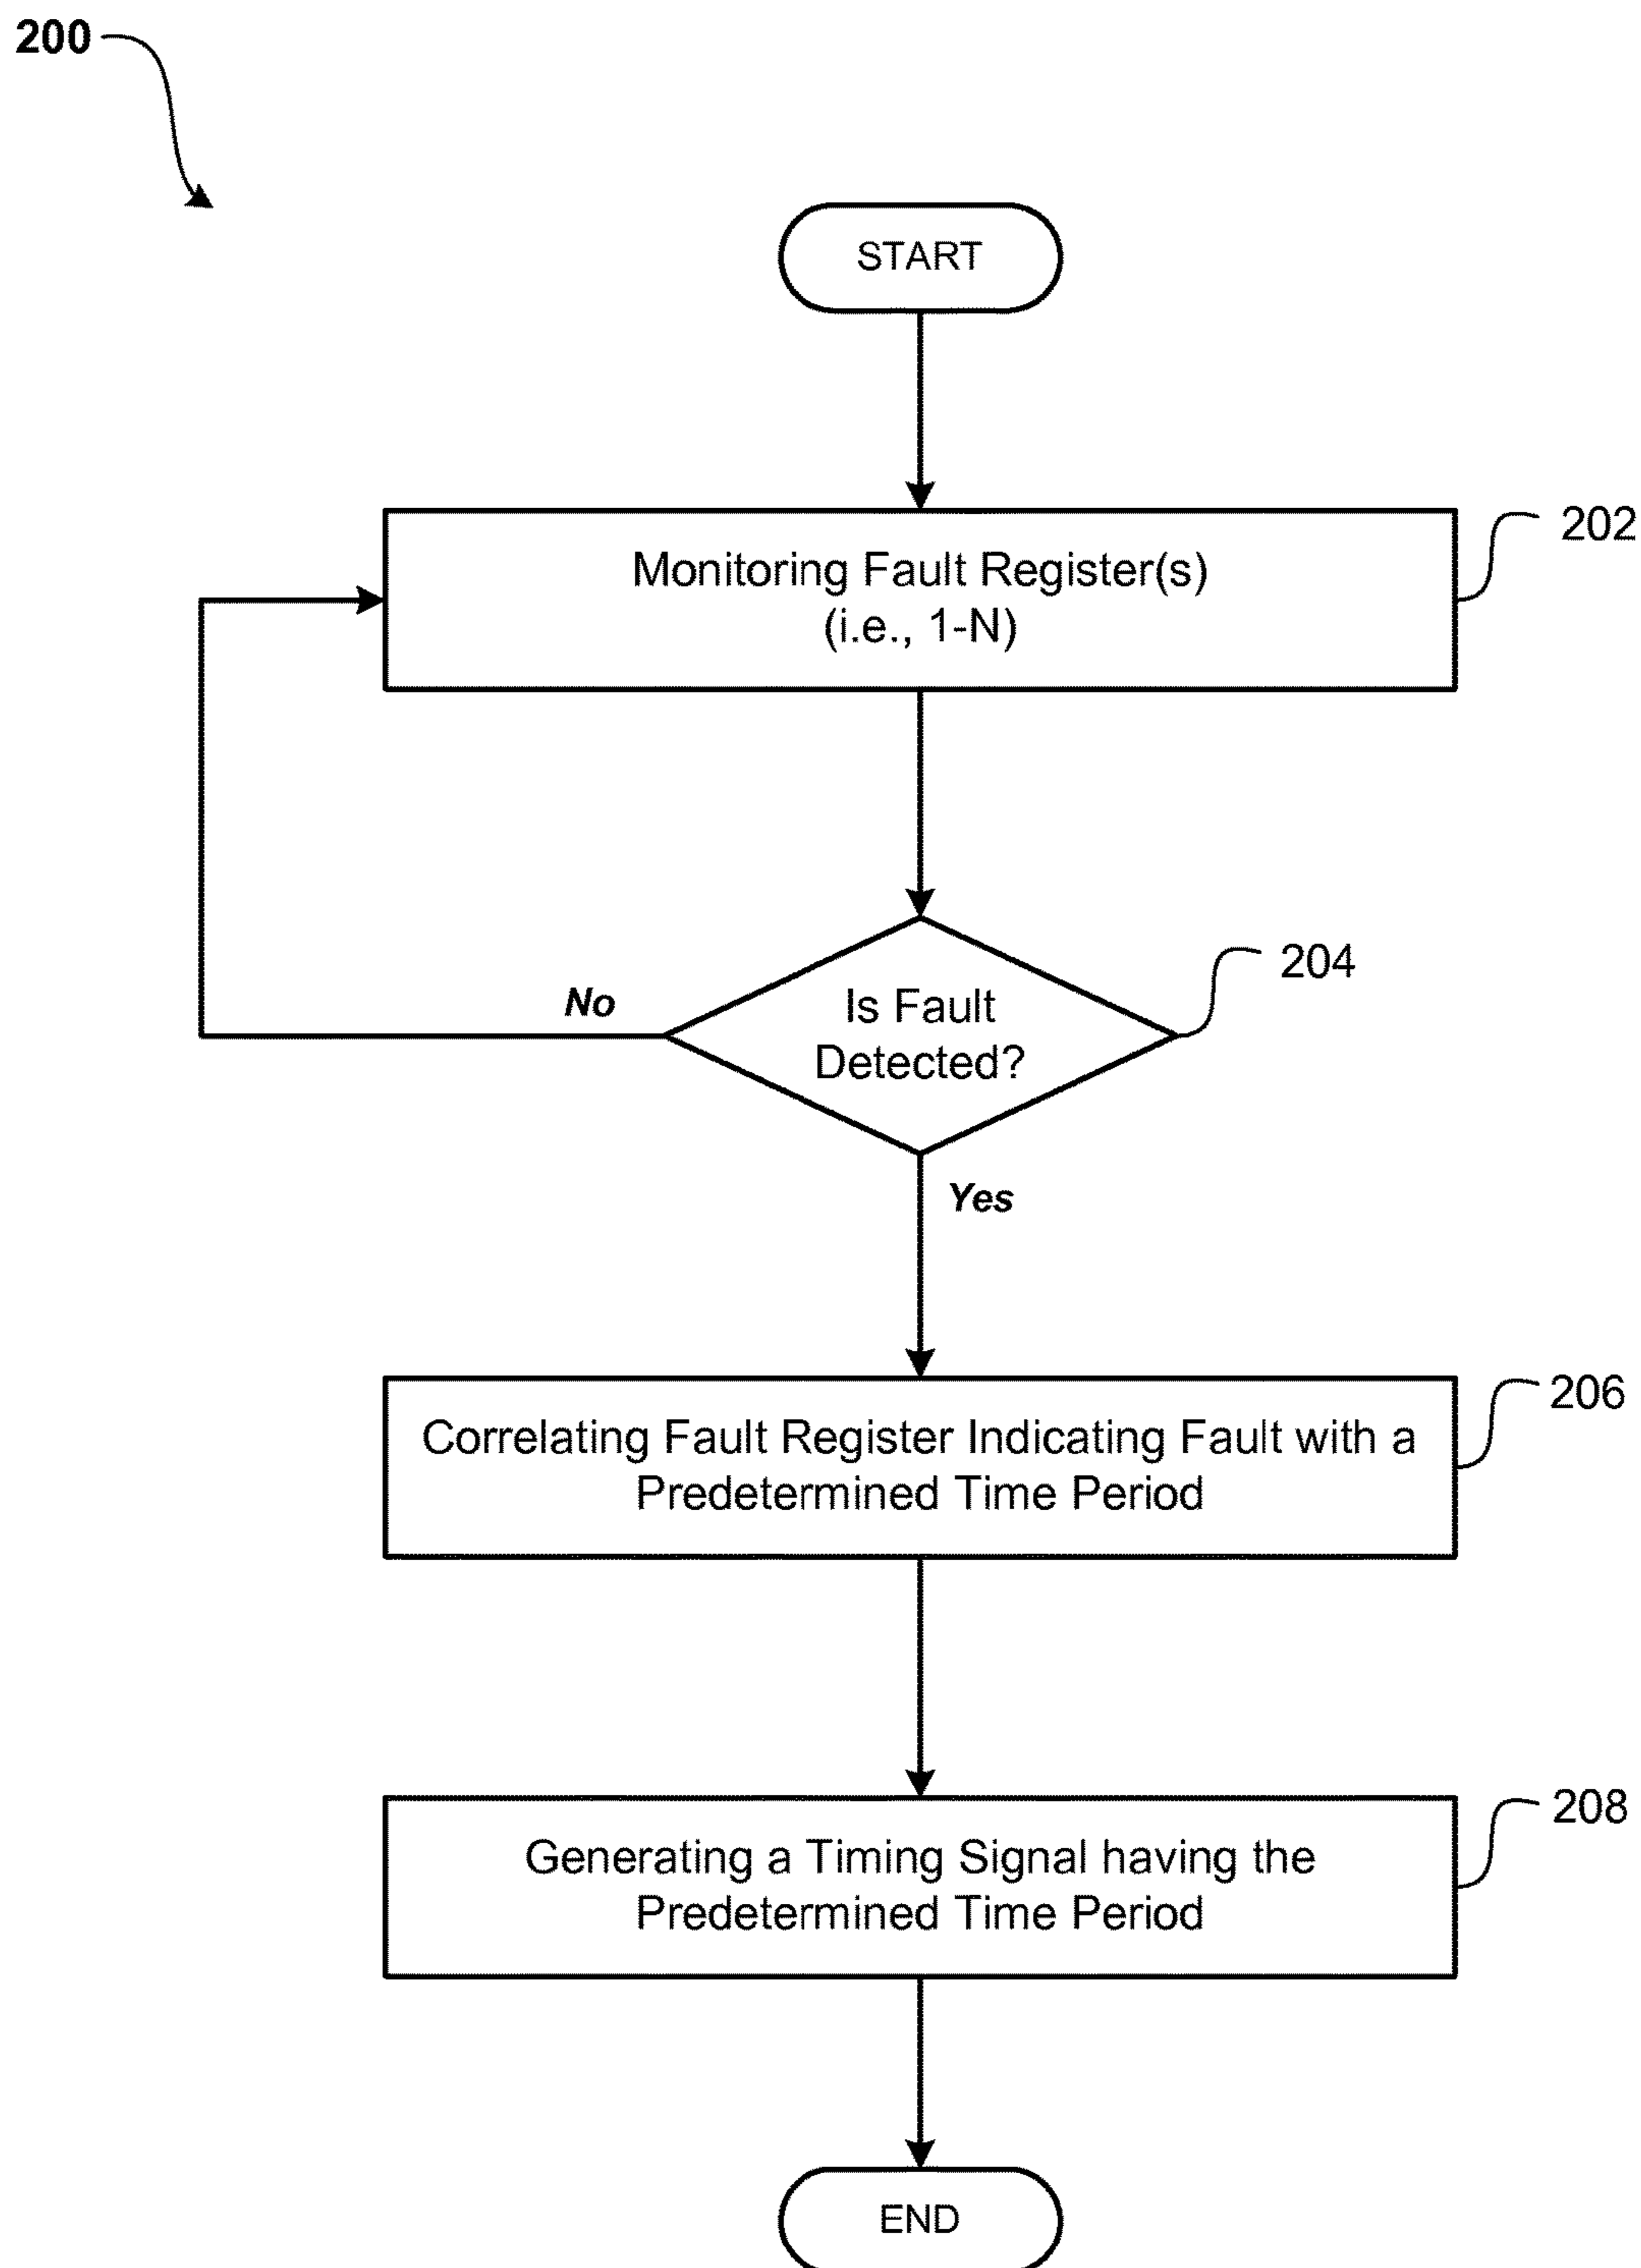 200
START
Monitoring Fault Register(s)
(i.e., 1-N)
202
Is Fault
Detected?
204
No
Yes
Correlating Fault Register Indicating Fault with a
Predetermined Time Period
206
Generating a Timing Signal having the
Predetermined Time Period
208
END